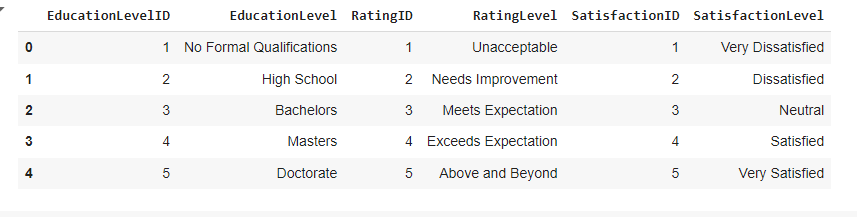 EducationLevelID EducationLevel RatingID RatingLevel SatisfactionID SatisfactionLevel
0 1 No Formal Qualifications 1 Unacceptable 1 Very Dissatisfied
1 2 High School 2 Needs Improvement 2 Dissatisfied
2 3 Bachelors 3 Meets Expectation 3 Neutral
3 4 Masters 4 Exceeds Expectation 4 Satisfied
4 5 Doctorate 5 Above and Beyond 5 Very Satisfied